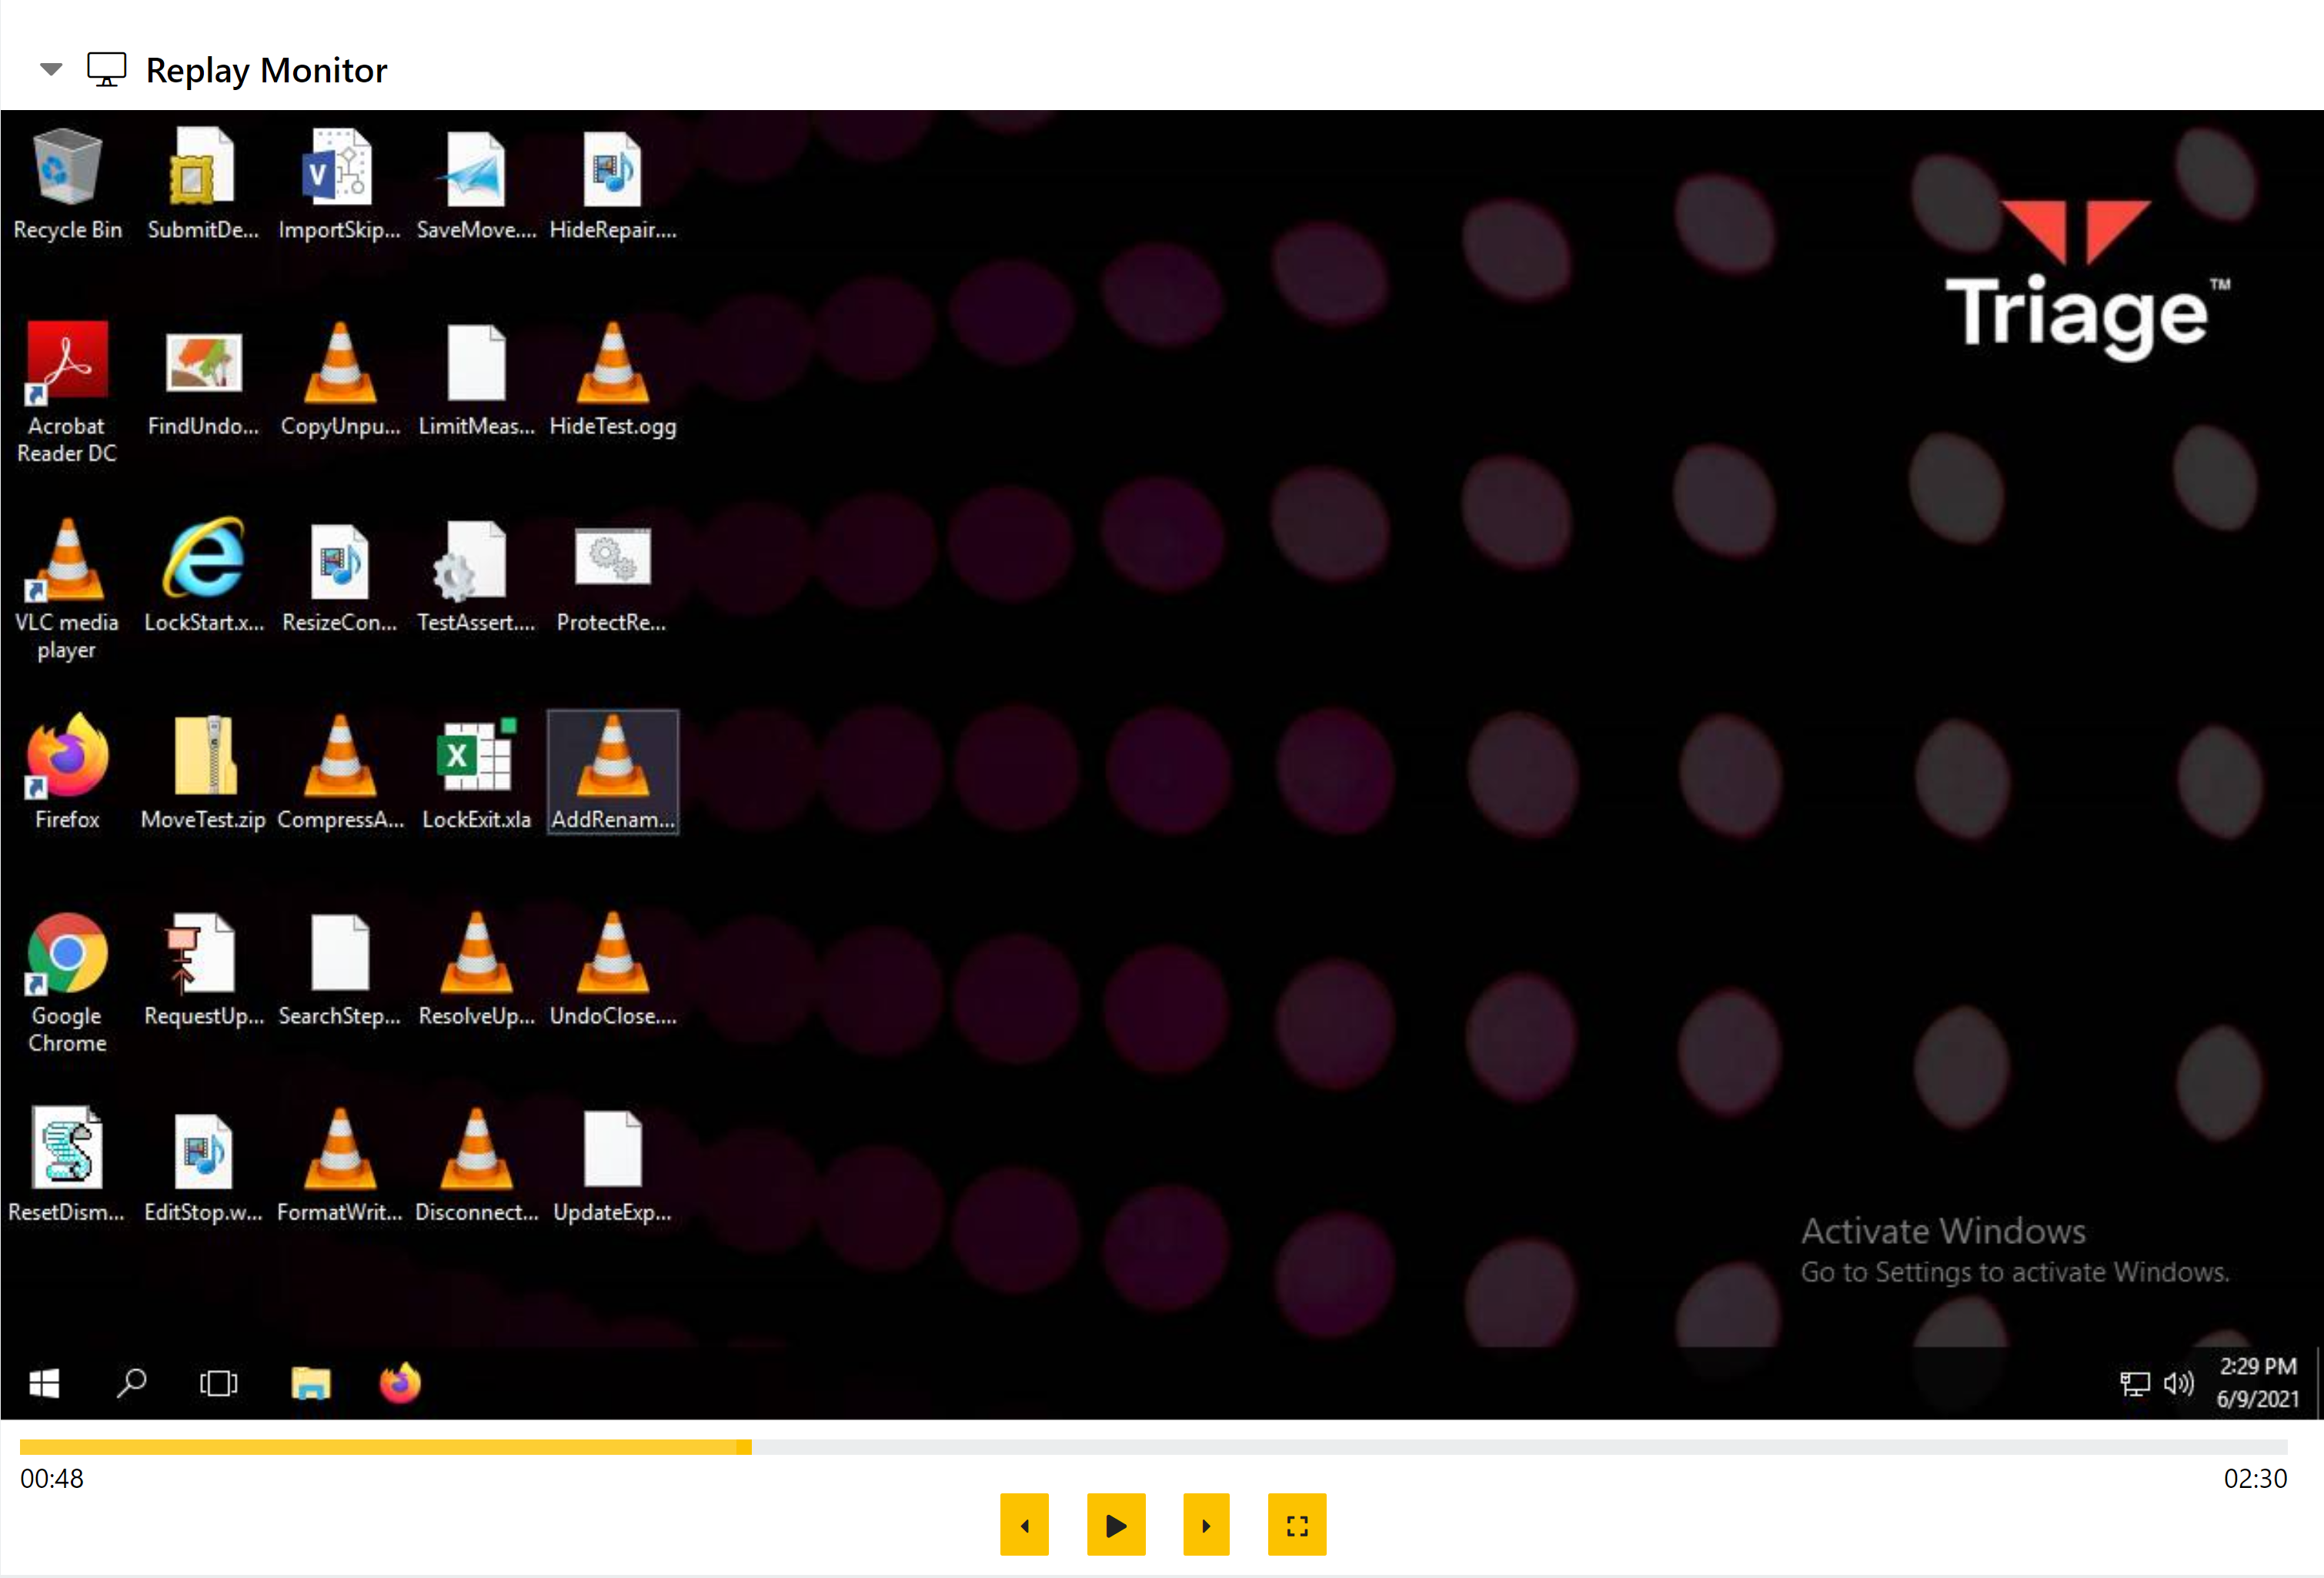 Replay Monitor
Recycle Bin
SubmitDe...
ImportSkip...
SaveMove....
HideRepair....
Triage™
Acrobat
Reader DC
FindUndo...
CopyUnpu...
LimitMeas...
HideTest.ogg
VLC media
player
LockStart.x...
ResizeCon...
TestAssert....
ProtectRe...
Firefox
MoveTest.zip
CompressA...
LockExit.xla
AddRenam...
Google
Chrome
RequestUp...
SearchStep...
ResolveUp...
UndoClose....
ResetDism...
EditStop.w...
FormatWrit...
Disconnect...
UpdateExp...
Activate Windows
Go to Settings to activate Windows.
2:29 PM
6/9/2021
00:48
02:30